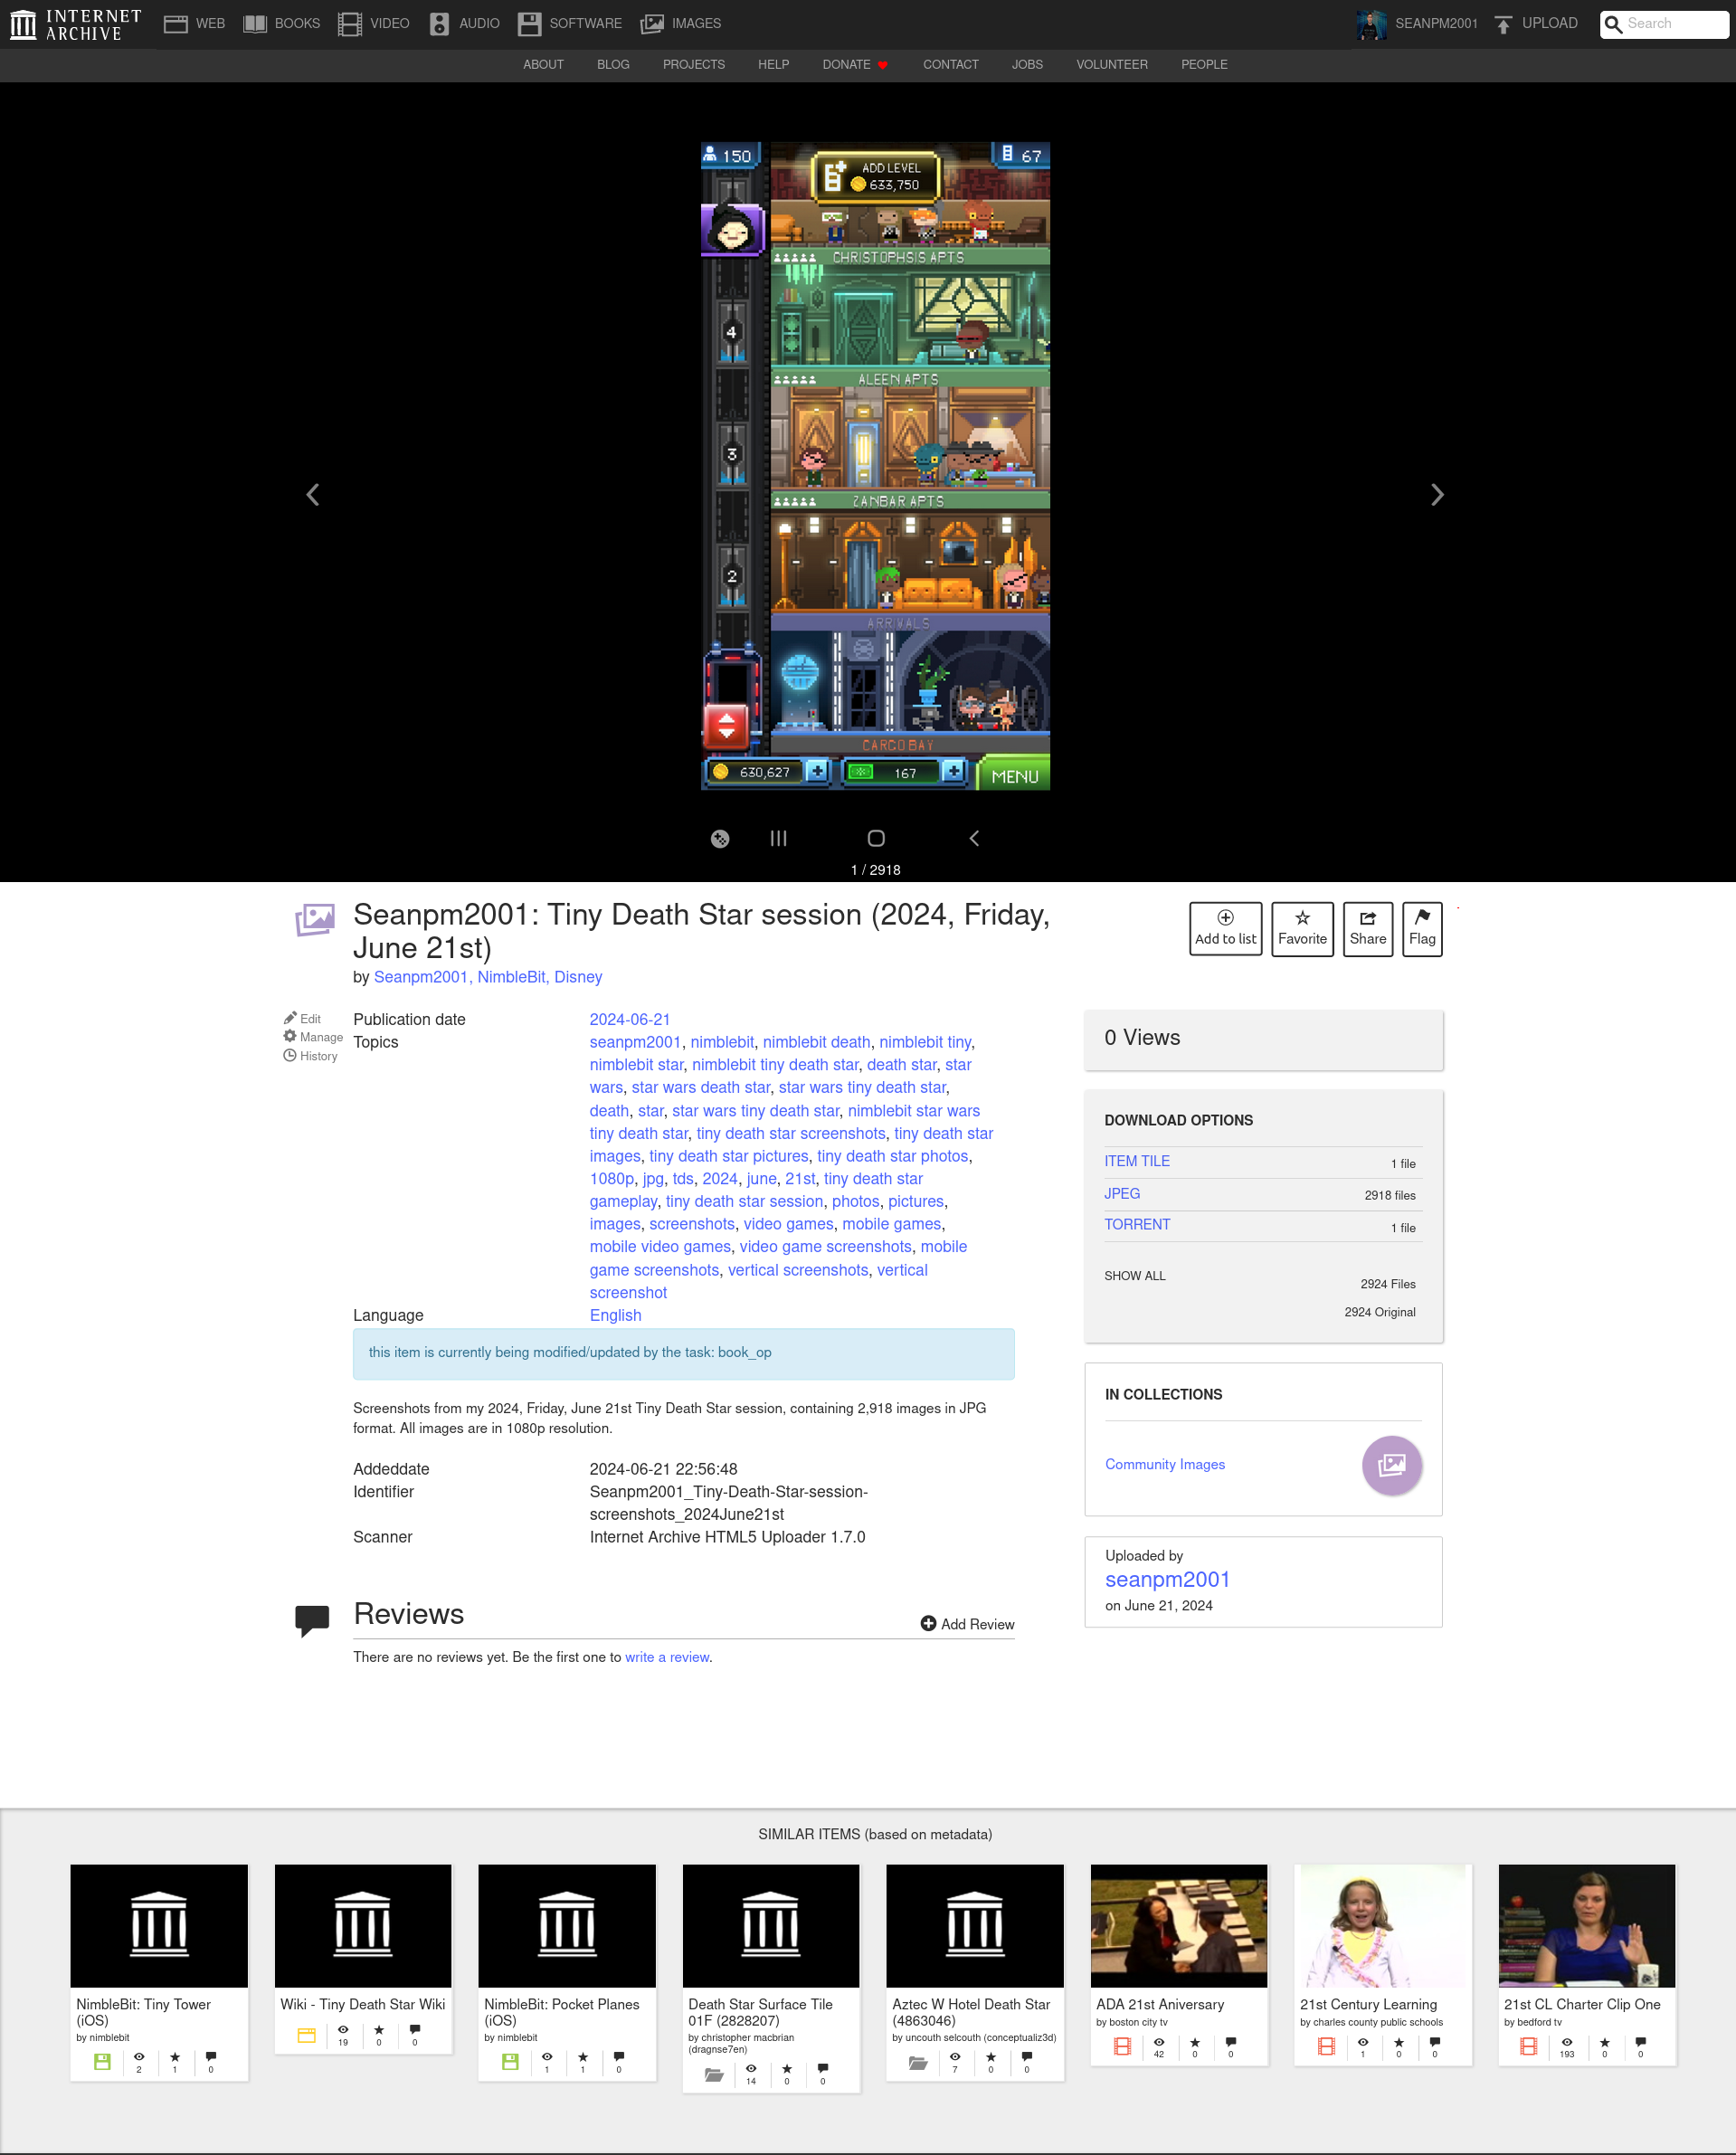 INTERNET ARCHIVE
WEB BOOKS VIDEO AUDIO SOFTWARE IMAGES SEANPM2001 UPLOAD Search
ABOUT BLOG PROJECTS HELP DONATE CONTACT JOBS VOLUNTEER PEOPLE
150
ADD LEVEL
633,750
67
CHRISTOPHSIS APTS
4
ALEEN APTS
3
ZANBAR APTS
2
ARRIVALS
CARGO BAY
630,627 167 MENU
1 / 2918
Seanpm2001: Tiny Death Star session (2024, Friday,
June 21st)
by Seanpm2001, NimbleBit, Disney
Add to list Favorite Share Flag
Edit
Manage
History
Publication date 2024-06-21
Topics seanpm2001, nimblebit, nimblebit death, nimblebit tiny,
nimblebit star, nimblebit tiny death star, death star, star
wars, star wars death star, star wars tiny death star,
death, star, star wars tiny death star, nimblebit star wars
tiny death star, tiny death star screenshots, tiny death star
images, tiny death star pictures, tiny death star photos,
1080p, jpg, tds, 2024, june, 21st, tiny death star
gameplay, tiny death star session, photos, pictures,
images, screenshots, video games, mobile games,
mobile video games, video game screenshots, mobile
game screenshots, vertical screenshots, vertical
screenshot
Language English
this item is currently being modified/updated by the task: book_op
Screenshots from my 2024, Friday, June 21st Tiny Death Star session, containing 2,918 images in JPG
format. All images are in 1080p resolution.
Addeddate 2024-06-21 22:56:48
Identifier Seanpm2001_Tiny-Death-Star-session-
screenshots_2024June21st
Scanner Internet Archive HTML5 Uploader 1.7.0
0 Views
DOWNLOAD OPTIONS
ITEM TILE 1 file
JPEG 2918 files
TORRENT 1 file
SHOW ALL 2924 Files
2924 Original
IN COLLECTIONS
Community Images
Uploaded by
seanpm2001
on June 21, 2024
Reviews
Add Review
There are no reviews yet. Be the first one to write a review.
SIMILAR ITEMS (based on metadata)
NimbleBit: Tiny Tower
(iOS)
by nimblebit
2 1 0
Wiki - Tiny Death Star Wiki
19 0 0
NimbleBit: Pocket Planes
(iOS)
by nimblebit
1 1 0
Death Star Surface Tile
01F (2828207)
by christopher macbrian
(dragnse7en)
14 0 0
Aztec W Hotel Death Star
(4863046)
by uncouth selcouth (conceptualiz3d)
7 0 0
ADA 21st Aniversary
by boston city tv
42 0 0
21st Century Learning
by charles county public schools
1 0 0
21st CL Charter Clip One
by bedford tv
193 0 0